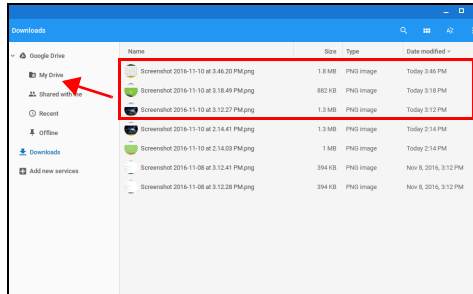 Downloads
Google Drive
My Drive
Shared with me
Recent
Offline
Downloads
Add new services
Name Size Type Date modified
Screenshot 2016-11-10 at 3.46.20 PM.png 1.8 MB PNG image Today 3:46 PM
Screenshot 2016-11-10 at 3.18.49 PM.png 882 KB PNG image Today 3:18 PM
Screenshot 2016-11-10 at 3.12.27 PM.png 1.3 MB PNG image Today 3:12 PM
Screenshot 2016-11-10 at 2.14.41 PM.png 1.3 MB PNG image Today 2:14 PM
Screenshot 2016-11-10 at 2.14.03 PM.png 1 MB PNG image Today 2:14 PM
Screenshot 2016-11-08 at 3.12.41 PM.png 394 KB PNG image Nov 8, 2016, 3:12 PM
Screenshot 2016-11-08 at 3.12.28 PM.png 394 KB PNG image Nov 8, 2016, 3:12 PM